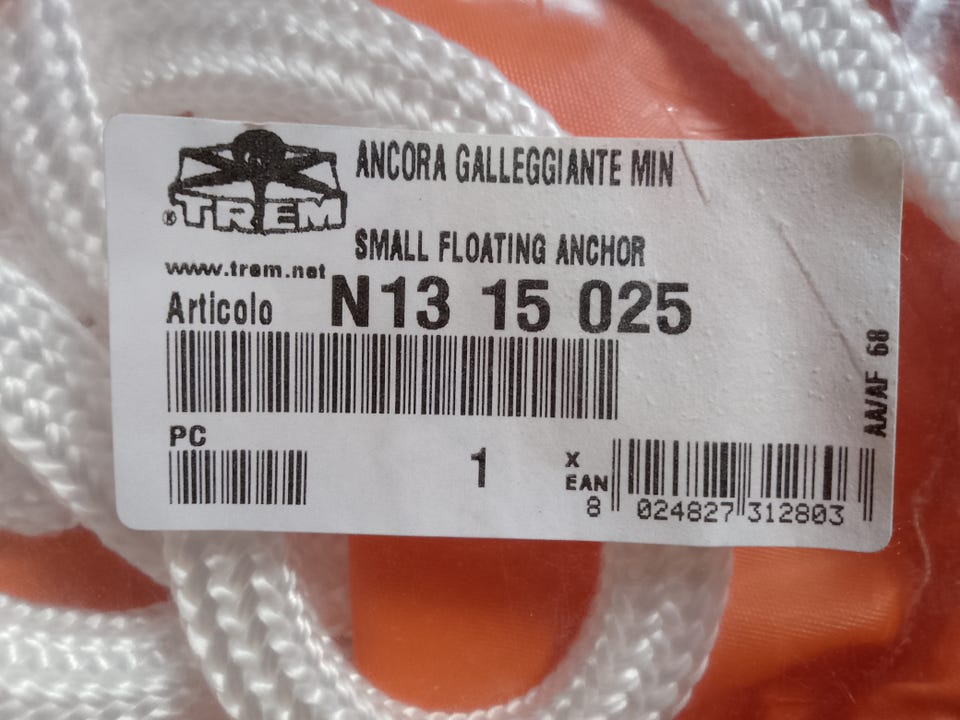 ANCORA GALLEGGIANTE MIN
® TREM
SMALL FLOATING ANCHOR
www.trem.net
Articolo N13 15 025
AA/AF 68
PC
1
X
EAN
8 024827 312803